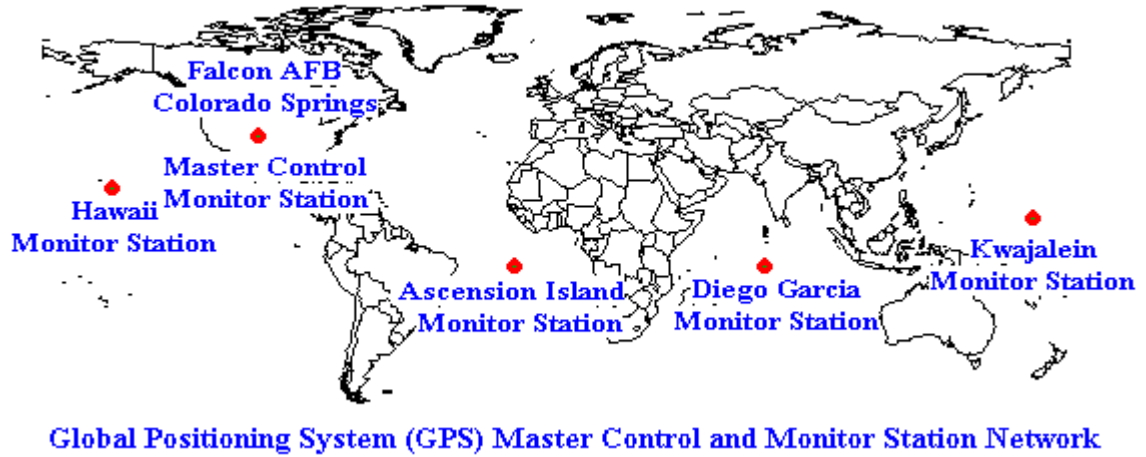 Falcon AFB
Colorado Springs
Master Control
Monitor Station
Hawaii
Monitor Station
Ascension Island
Monitor Station
Diego Garcia
Monitor Station
Kwajalein
Monitor Station
Global Positioning System (GPS) Master Control and Monitor Station Network